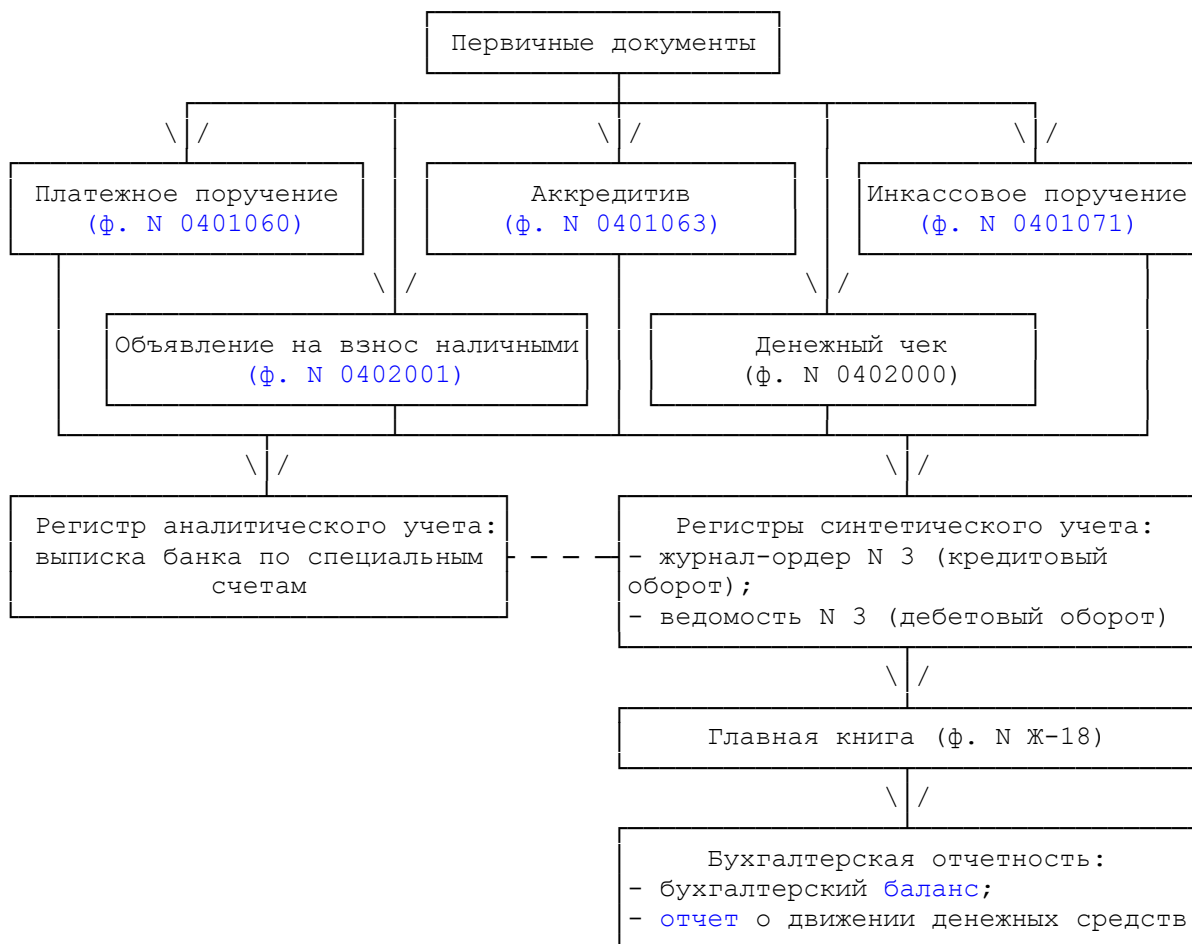 Первичные документы
Платежное поручение
(ф. N 0401060)
Аккредитив
(ф. N 0401063)
Инкассовое поручение
(ф. N 0401071)
Объявление на взнос наличными
(ф. N 0402001)
Денежный чек
(ф. N 0402000)
Регистр аналитического учета:
выписка банка по специальным
счетам
Регистры синтетического учета:
- журнал-ордер N 3 (кредитовый
оборот);
- ведомость N 3 (дебетовый оборот)
Главная книга (ф. N Ж-18)
Бухгалтерская отчетность:
- бухгалтерский баланс;
- отчет о движении денежных средств